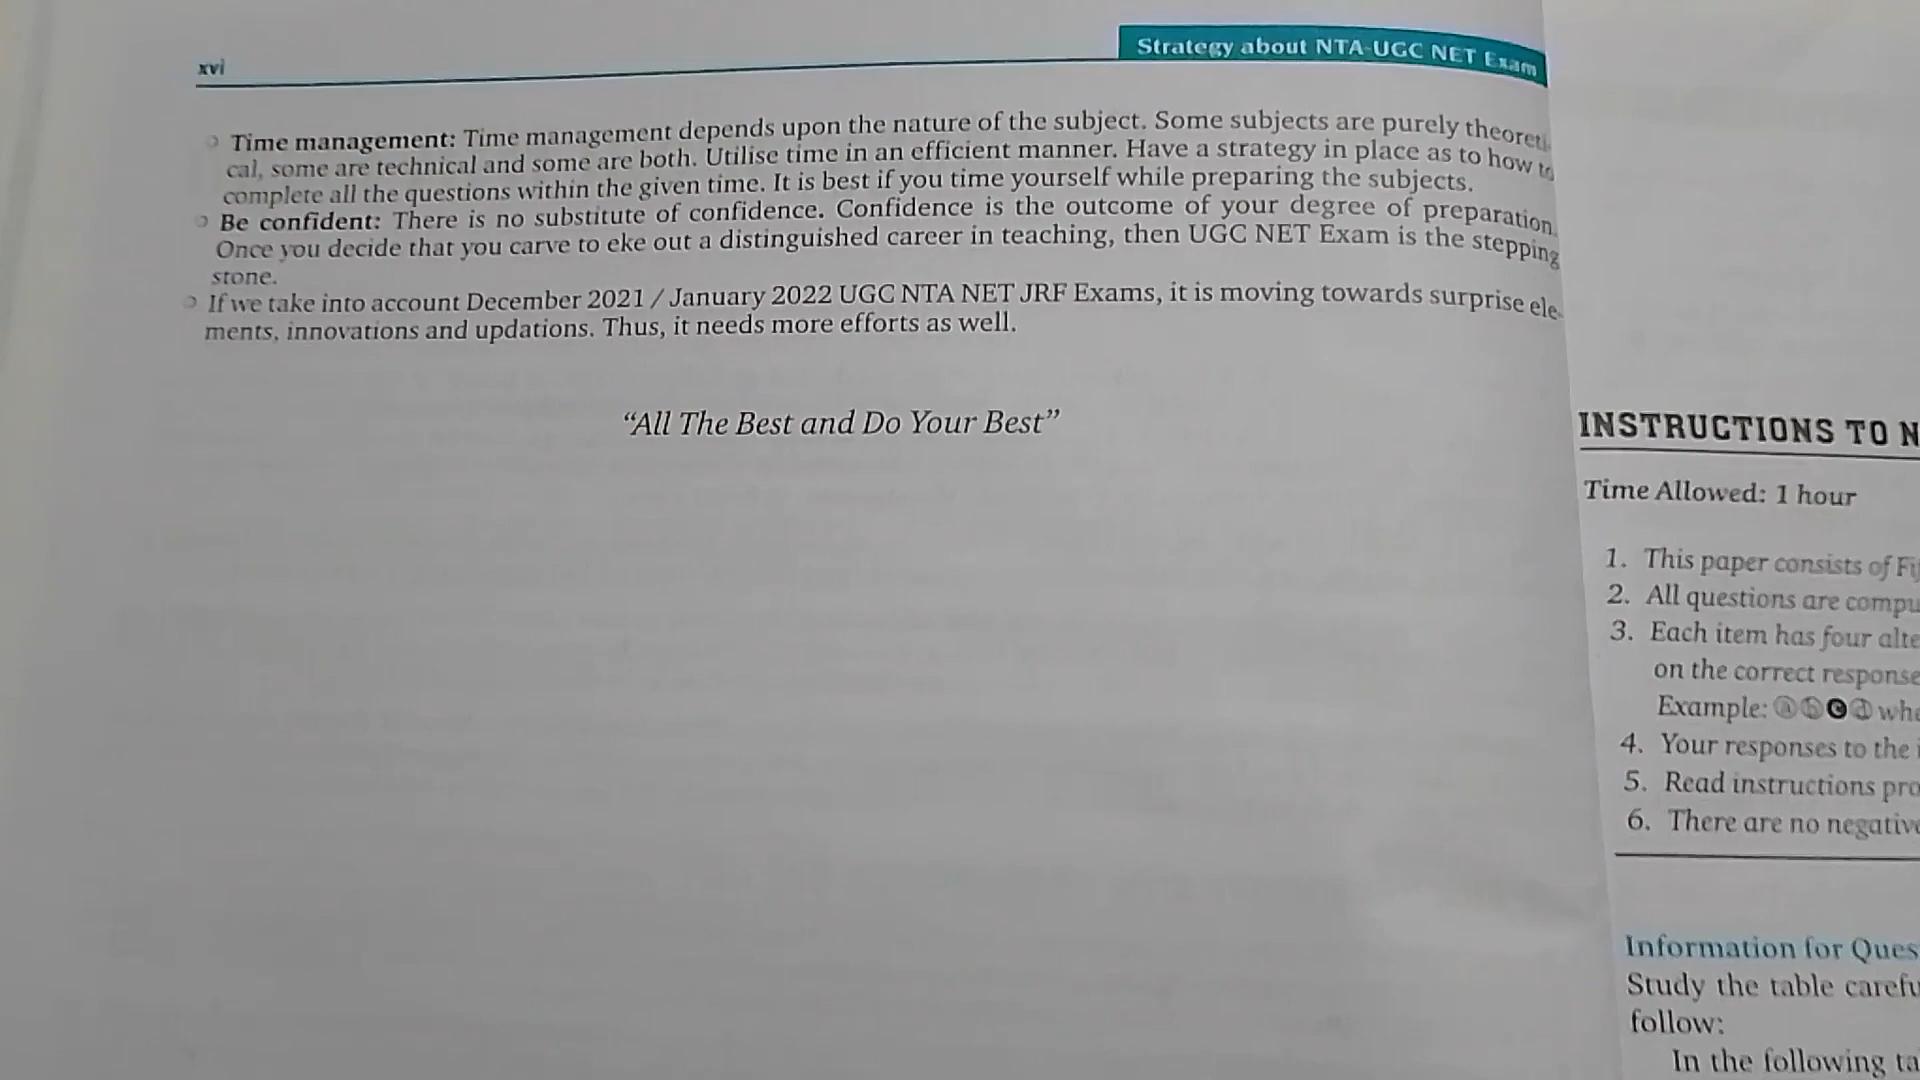 xvi
Strategy about NTA-UGC NET Exam
Time management: Time management depends upon the nature of the subject. Some subjects are purely theoreti-
cal, some are technical and some are both. Utilise time in an efficient manner. Have a strategy in place as to how to
complete all the questions within the given time. It is best if you time yourself while preparing the subjects.
Be confident: There is no substitute of confidence. Confidence is the outcome of your degree of preparation.
Once you decide that you carve to eke out a distinguished career in teaching, then UGC NET Exam is the stepping
stone.
If we take into account December 2021 / January 2022 UGC NTA NET JRF Exams, it is moving towards surprise ele-
ments, innovations and updations. Thus, it needs more efforts as well.
“All The Best and Do Your Best”
INSTRUCTIONS TO
Time Allowed: 1 hour
1. This paper consists of
2. All questions are
3. Each item has four
on the correct response
Example: ⓐⓑⓒⓓ
4. Your responses to the
5. Read instructions
6. There are no
Information for
Study the table
follow:
In the following